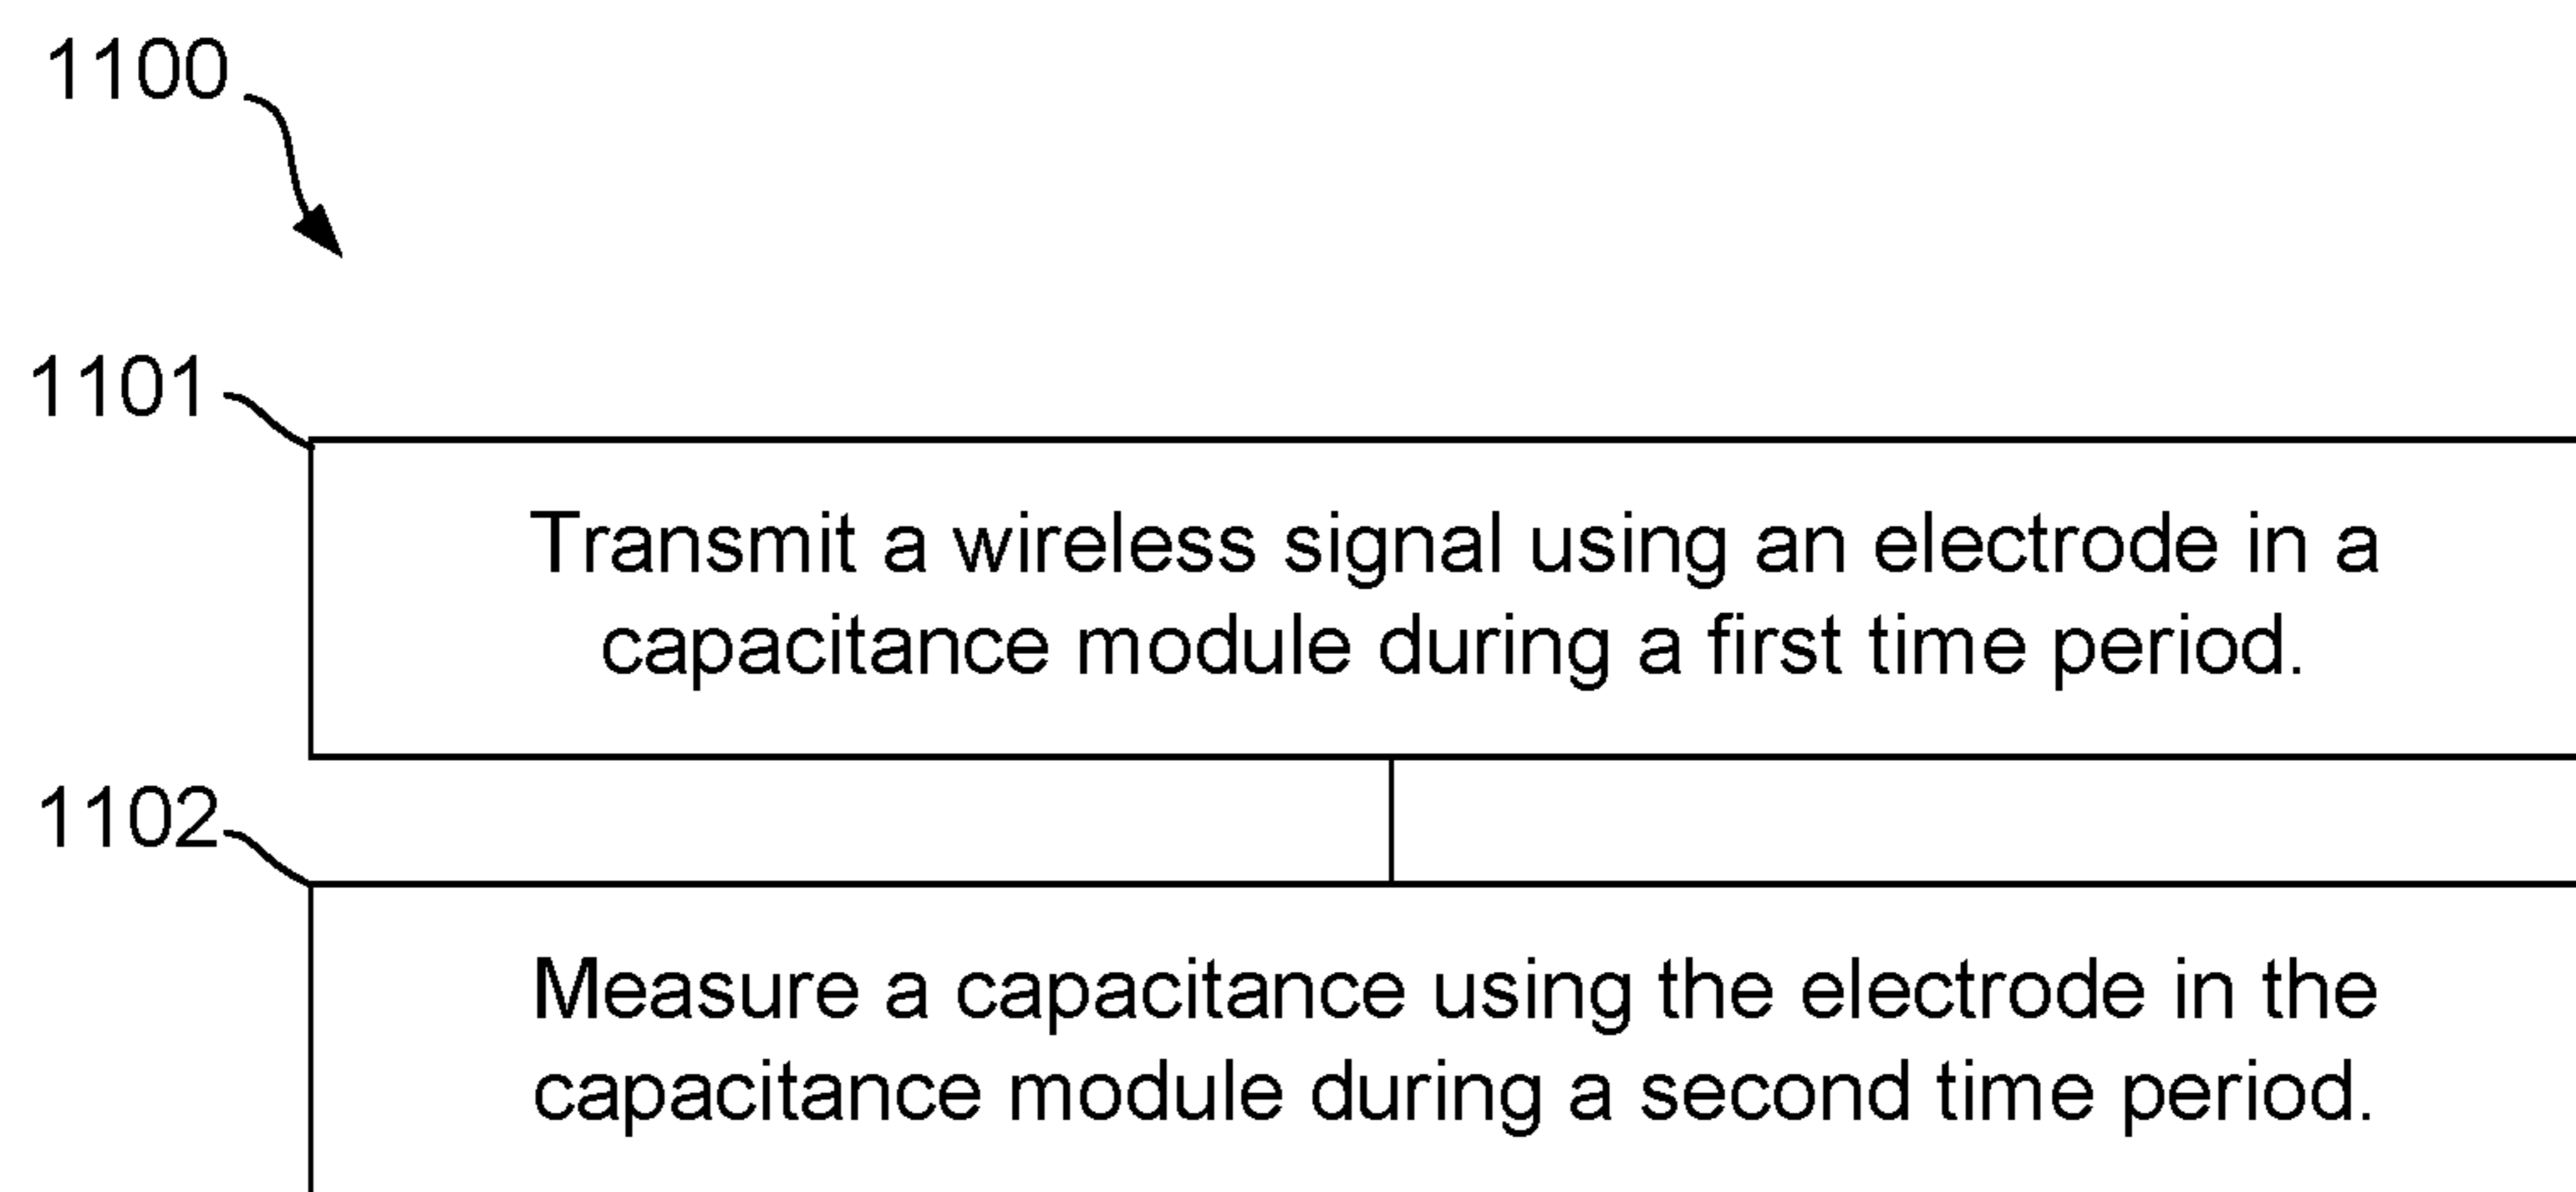 1100
1101
Transmit a wireless signal using an electrode in a
capacitance module during a first time period.
1102
Measure a capacitance using the electrode in the
capacitance module during a second time period.